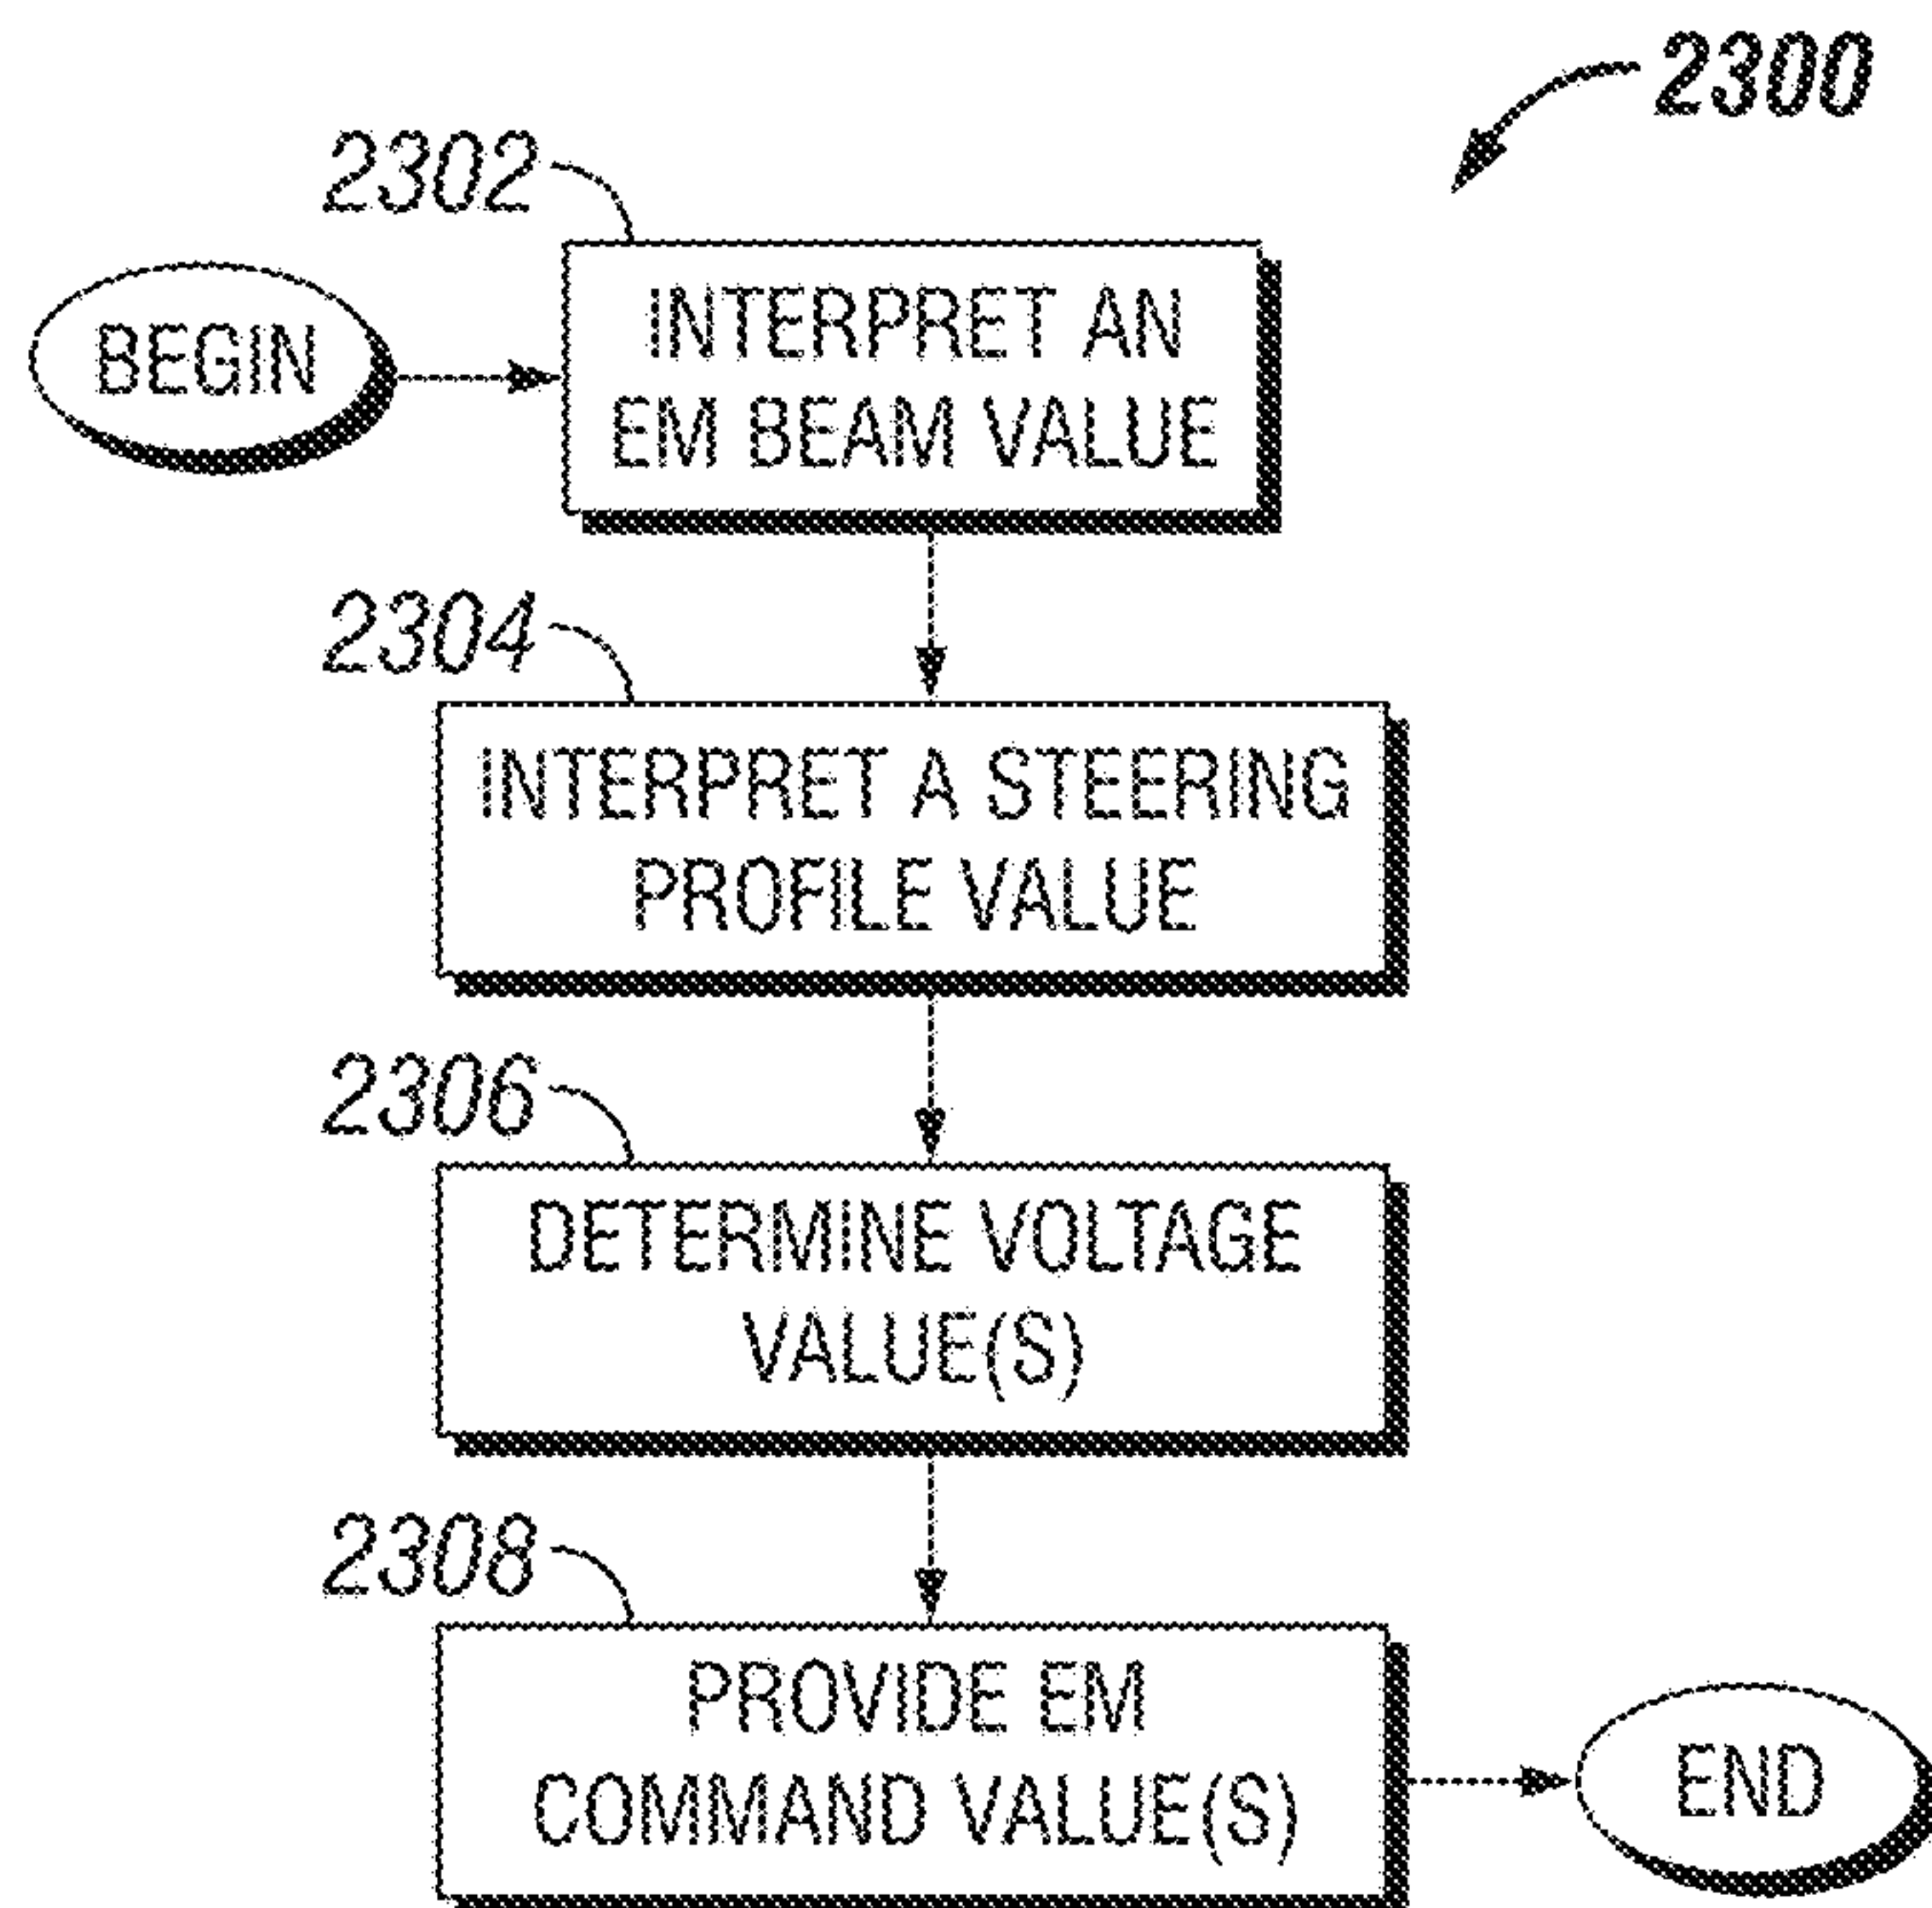 2300
2302
BEGIN
INTERPRET AN
EM BEAM VALUE
2304
INTERPRET A STEERING
PROFILE VALUE
2306
DETERMINE VOLTAGE
VALUE(S)
2308
PROVIDE EM
COMMAND VALUE(S)
END